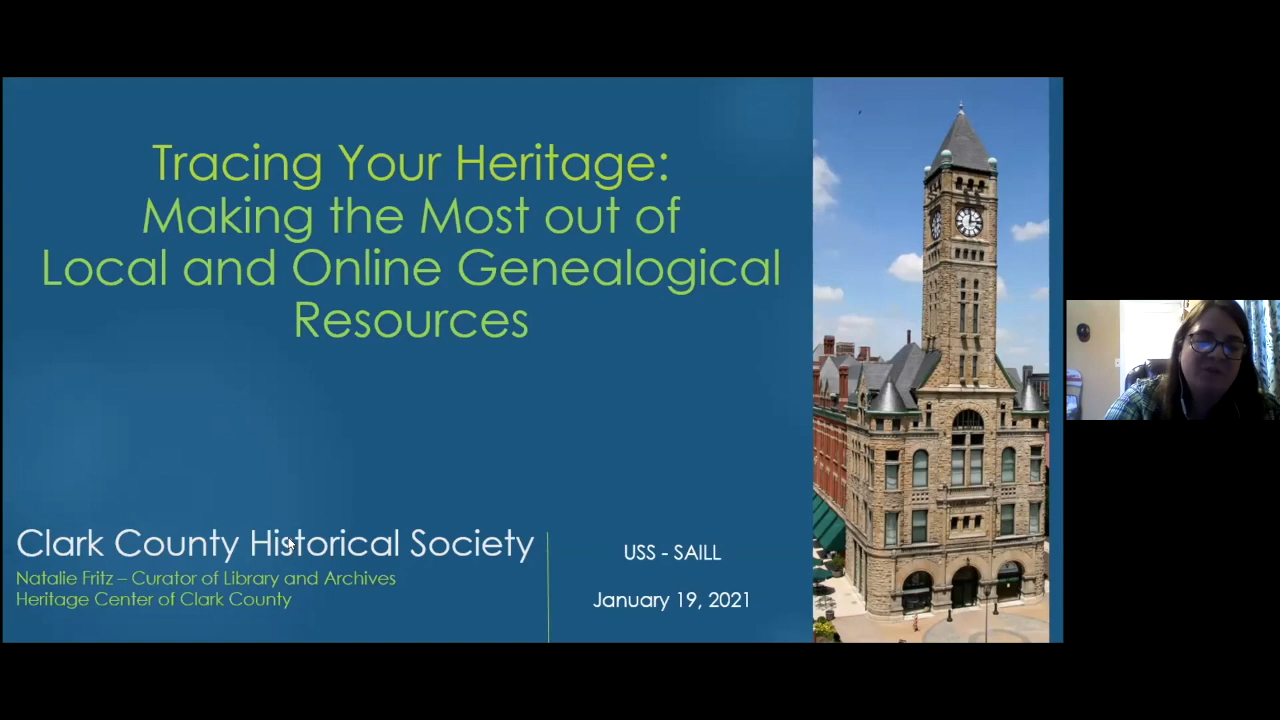 Tracing Your Heritage:
Making the Most out of
Local and Online Genealogical
Resources
Clark County Historical Society
Natalie Fritz – Curator of Library and Archives
Heritage Center of Clark County
USS - SAILL
January 19, 2021